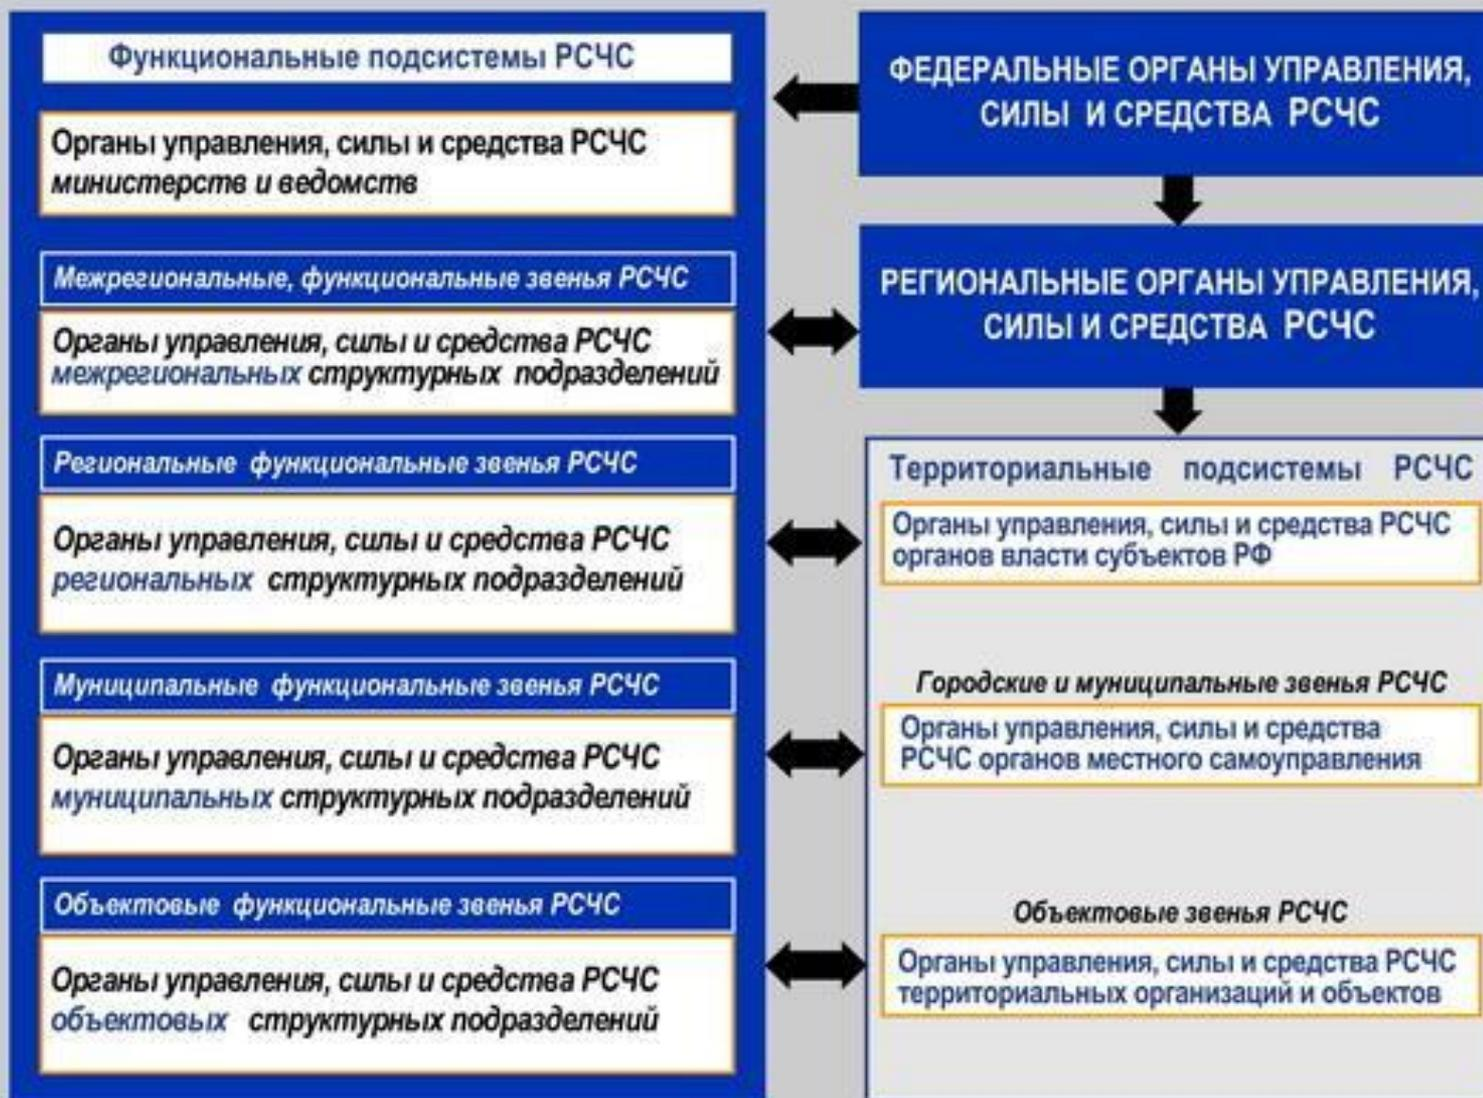 Функциональные подсистемы РСЧС
Органы управления, силы и средства РСЧС
министерств и ведомств
Межрегиональные, функциональные звенья РСЧС
Органы управления, силы и средства РСЧС
межрегиональных структурных подразделений
Региональные функциональные звенья РСЧС
Органы управления, силы и средства РСЧС
региональных структурных подразделений
Муниципальные функциональные звенья РСЧС
Органы управления, силы и средства РСЧС
муниципальных структурных подразделений
Объектовые функциональные звенья РСЧС
Органы управления, силы и средства РСЧС
объектовых структурных подразделений
ФЕДЕРАЛЬНЫЕ ОРГАНЫ УПРАВЛЕНИЯ,
СИЛЫ И СРЕДСТВА РСЧС
РЕГИОНАЛЬНЫЕ ОРГАНЫ УПРАВЛЕНИЯ,
СИЛЫ И СРЕДСТВА РСЧС
Территориальные подсистемы РСЧС
Органы управления, силы и средства РСЧС
органов власти субъектов РФ
Городские и муниципальные звенья РСЧС
Органы управления, силы и средства
РСЧС органов местного самоуправления
Объектовые звенья РСЧС
Органы управления, силы и средства РСЧС
территориальных организаций и объектов